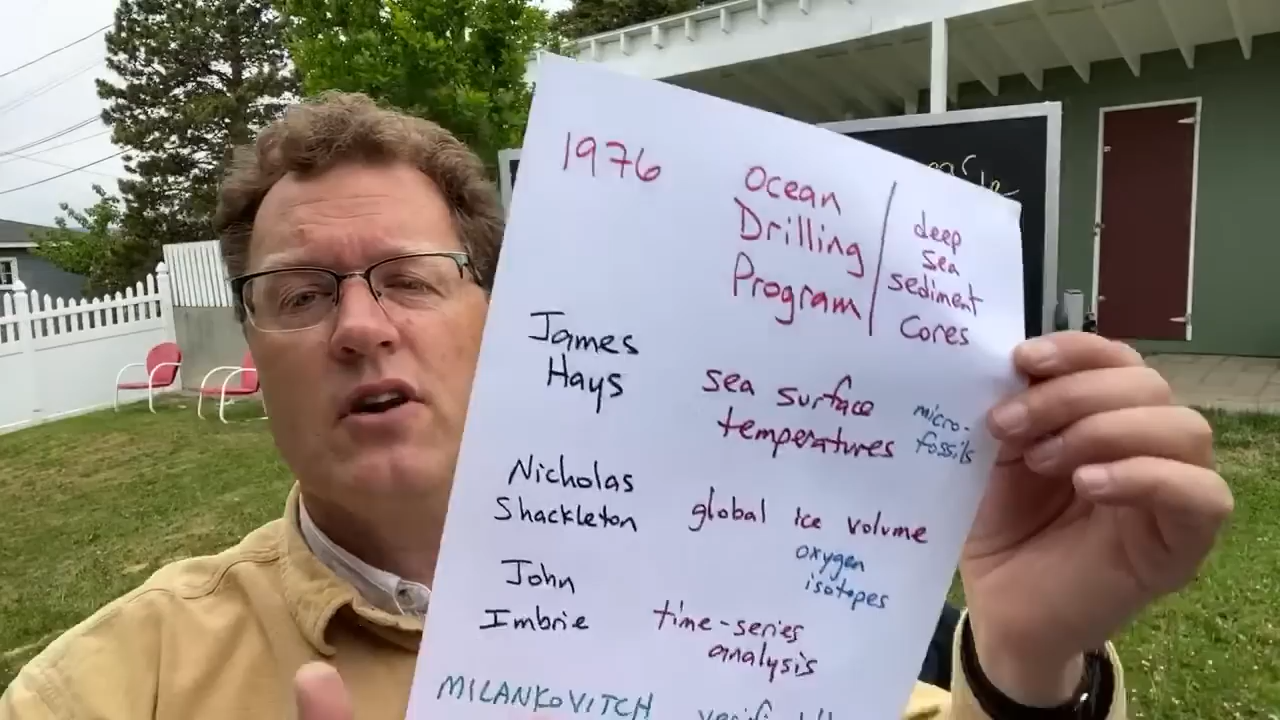 1976
Ocean
Drilling
Program
deep
sea
sediment
cores
James
Hays
sea surface
temperatures
micro-
fossils
Nicholas
Shackleton
global ice volume
oxygen
isotopes
John
Imbrie
time-series
analysis
MILANKOVITCH